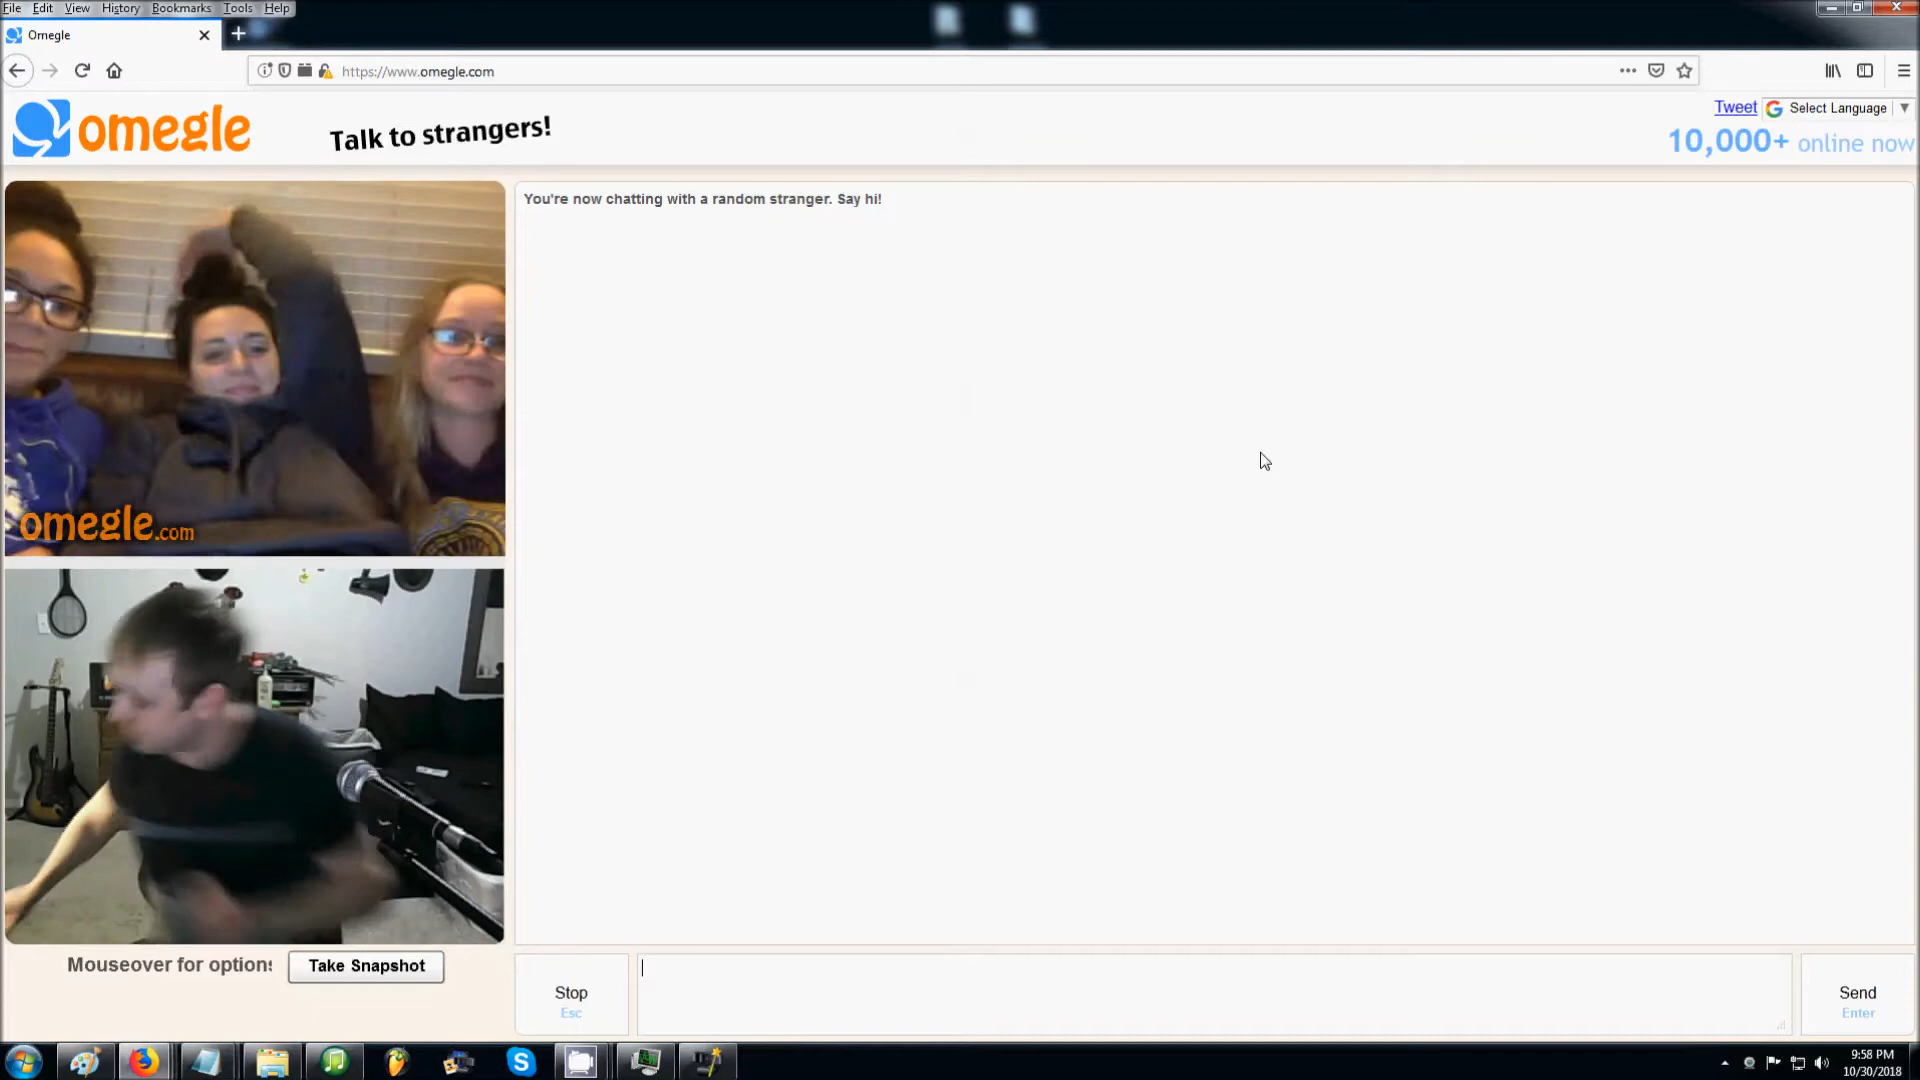 File Edit View History Bookmarks Tools Help
Omegle
https://www.omegle.com
omegle
Talk to strangers!
Tweet
Select Language
10,000+ online now
You're now chatting with a random stranger. Say hi!
omegle.com
Mouseover for options
Take Snapshot
Stop
Esc
Send
Enter
9:58 PM
10/30/2018